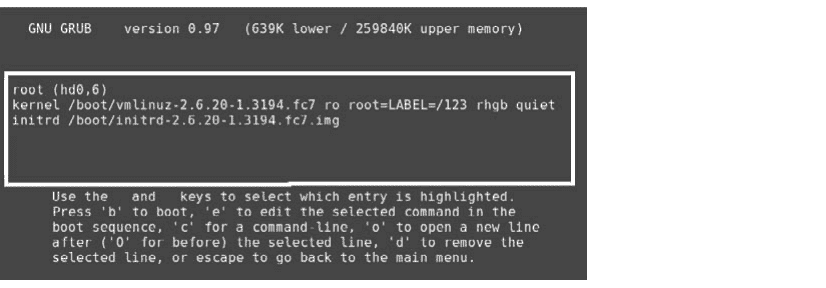 GNU GRUB version 0.97 (639K lower / 259840K upper memory)
root (hd0,6)
kernel /boot/vmlinuz-2.6.20-1.3194.fc7 ro root=LABEL=/123 rhgb quiet
initrd /boot/initrd-2.6.20-1.3194.fc7.img
Use the and keys to select which entry is highlighted.
Press 'b' to boot, 'e' to edit the selected command in the
boot sequence, 'c' for a command-line, 'o' to open a new line
after ('O' for before) the selected line, 'd' to remove the
selected line, or escape to go back to the main menu.